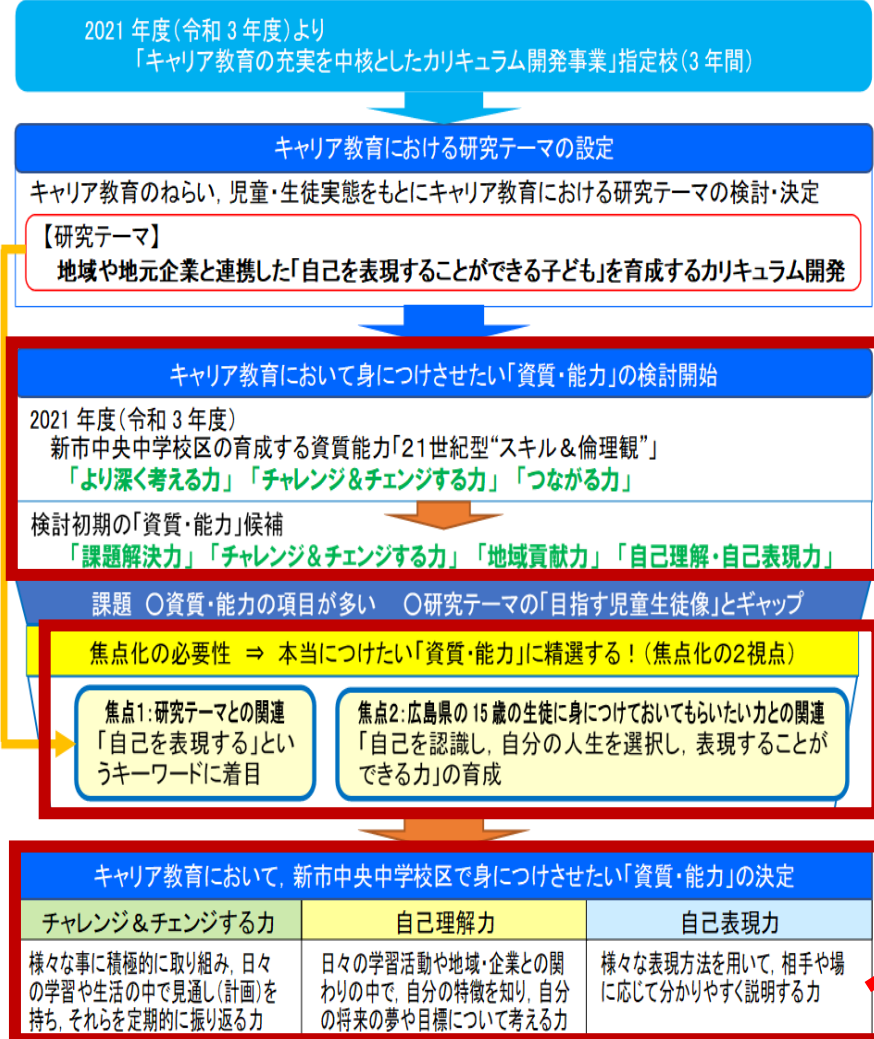 2021年度(令和3年度)より
「キャリア教育の充実を中核としたカリキュラム開発事業」指定校(3年間)
キャリア教育における研究テーマの設定
キャリア教育のねらい,児童・生徒実態をもとにキャリア教育における研究テーマの検討・決定
【研究テーマ】
地域や地元企業と連携した「自己を表現することができる子ども」を育成するカリキュラム開発
キャリア教育において身につけさせたい「資質・能力」の検討開始
2021年度(令和3年度)
新市中央中学校区の育成する資質能力「21世紀型“スキル&倫理観”」
「より深く考える力」「チャレンジ&チェンジする力」「つながる力」
検討初期の「資質・能力」候補
「課題解決力」「チャレンジ&チェンジする力」「地域貢献力」「自己理解・自己表現力」
課題 〇資質・能力の項目が多い 〇研究テーマの「目指す児童生徒像」とギャップ
焦点化の必要性 ⇒ 本当につけたい「資質・能力」に精選する!(焦点化の2視点)
焦点1:研究テーマとの関連
「自己を表現する」とい
うキーワードに着目
焦点2:広島県の15歳の生徒に身につけておいてもらいたい力との関連
「自己を認識し,自分の人生を選択し,表現することが
できる力」の育成
キャリア教育において,新市中央中学校区で身につけさせたい「資質・能力」の決定
チャレンジ&チェンジする力
様々な事に積極的に取り組み,日々
の学習や生活の中で見通し(計画)を
持ち,それらを定期的に振り返る力
自己理解力
日々の学習活動や地域・企業との関
わりの中で,自分の特徴を知り,自分
の将来の夢や目標について考える力
自己表現力
様々な表現方法を用いて,相手や場
に応じて分かりやすく説明する力